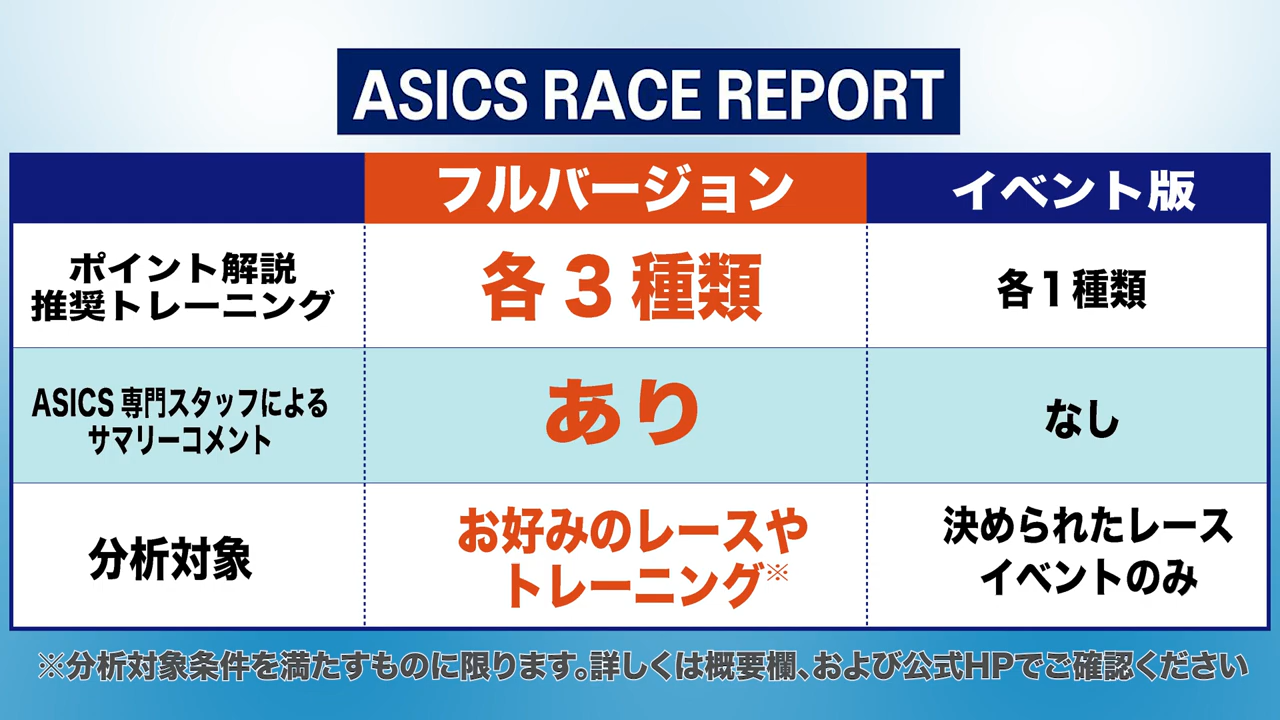 ASICS RACE REPORT
フルバージョン
イベント版
ポイント解説
推奨トレーニング
各3種類
各1種類
ASICS専門スタッフによる
サマリーコメント
あり
なし
分析対象
お好みのレースや
トレーニング※
決められたレース
イベントのみ
※分析対象条件を満たすものに限ります。詳しくは概要欄、および公式HPでご確認ください